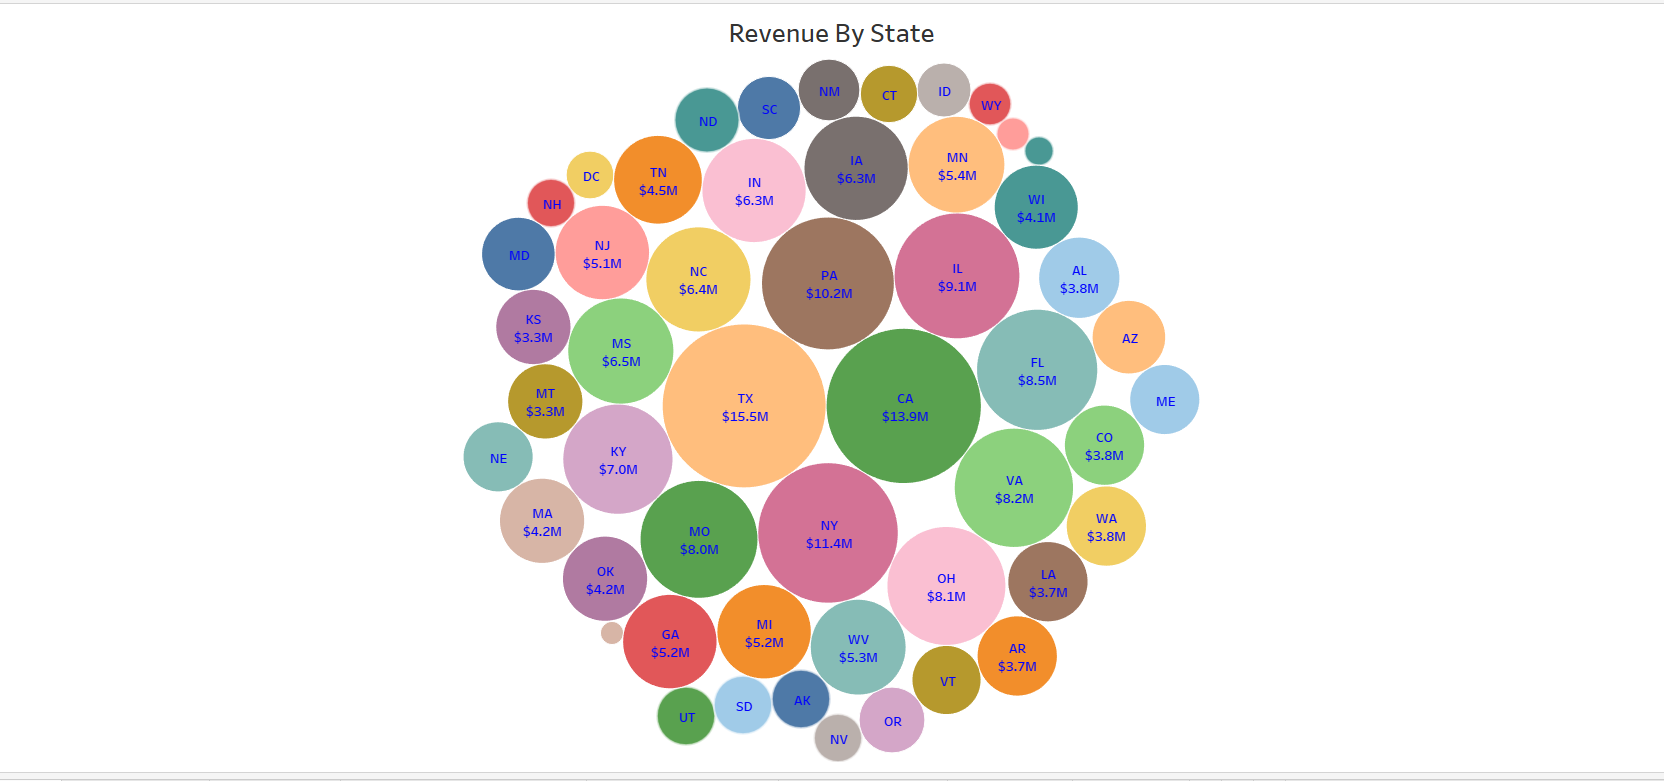 Revenue By State
NM
CT
ID
WY
SC
ND
IA
$6.3M
MN
$5.4M
TN
$4.5M
DC
IN
$6.3M
NH
WI
$4.1M
MD
NJ
$5.1M
NC
$6.4M
PA
$10.2M
IL
$9.1M
AL
$3.8M
KS
$3.3M
MS
$6.5M
AZ
FL
$8.5M
MT
$3.3M
TX
$15.5M
CA
$13.9M
ME
NE
KY
$7.0M
CO
$3.8M
VA
$8.2M
MA
$4.2M
MO
$8.0M
NY
$11.4M
WA
$3.8M
OK
$4.2M
OH
$8.1M
LA
$3.7M
GA
$5.2M
MI
$5.2M
WV
$5.3M
AR
$3.7M
VT
UT
SD
AK
NV
OR